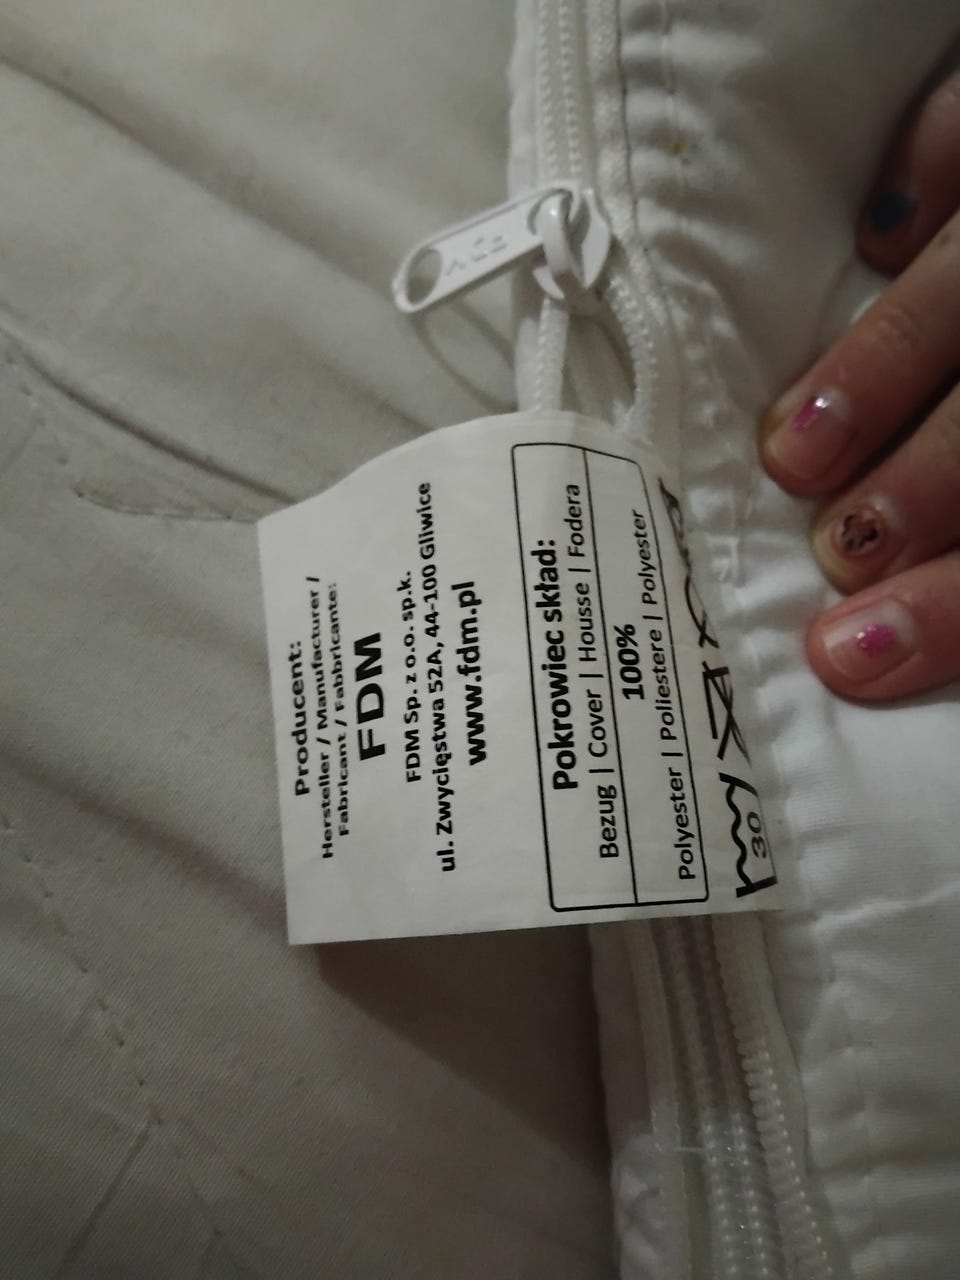 Producent:
Hersteller / Manufacturer /
Fabricant / Fabbricante:
FDM
FDM Sp. z o.o. sp.k.
ul. Zwycięstwa 52A, 44-100 Gliwice
www.fdm.pl
Pokrowiec skład:
Bezug | Cover | Housse | Fodera
100%
Polyester | Poliestere | Polyester
30